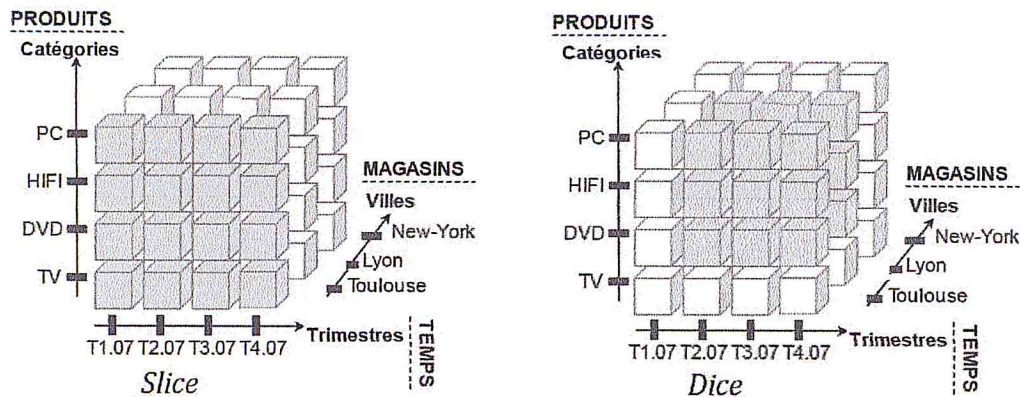 PRODUITS
Catégories
PC
HIFI
DVD
TV
MAGASINS
Villes
New-York
Lyon
Toulouse
Trimestres
T1.07 T2.07 T3.07 T4.07
TEMPS
Slice
PRODUITS
Catégories
PC
HIFI
DVD
TV
MAGASINS
Villes
New-York
Lyon
Toulouse
Trimestres
T1.07 T2.07 T3.07 T4.07
TEMPS
Dice